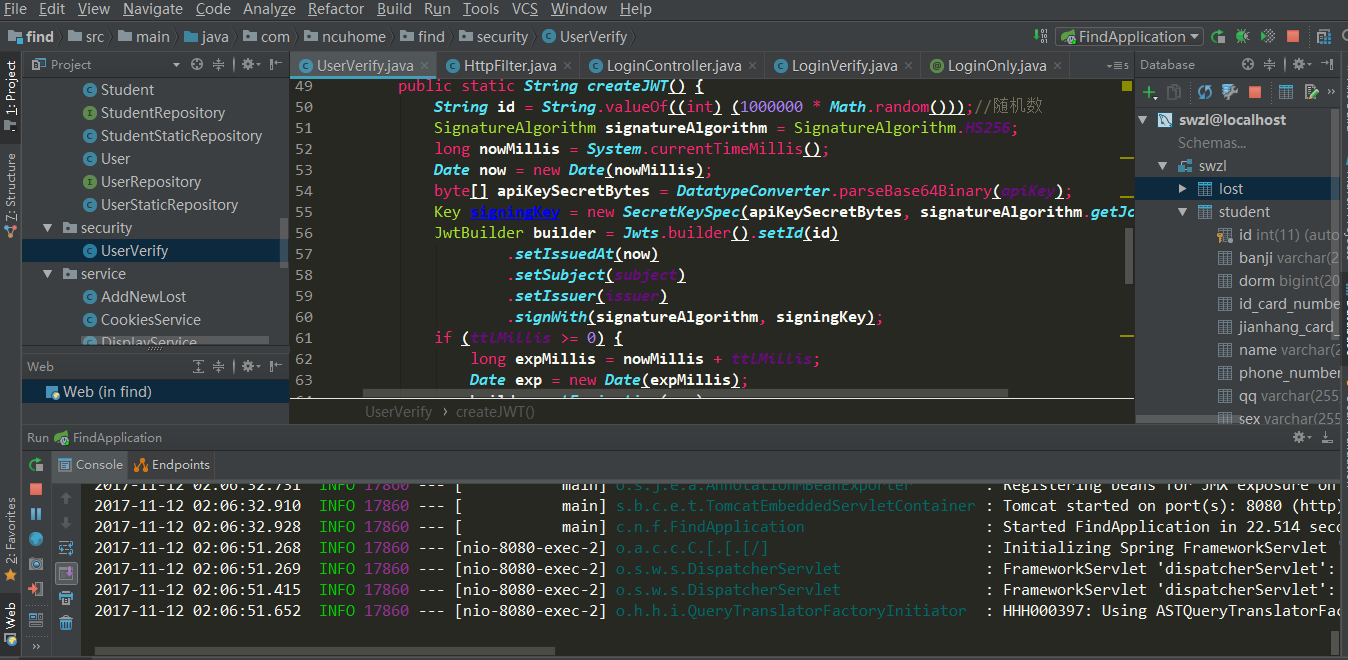 File Edit View Navigate Code Analyze Refactor Build Run Tools VCS Window Help
find src main java com ncuhome find security UserVerify FindApplication
1: Project
Z: Structure
2: Favorites
Web
Project
Student
StudentRepository
StudentStaticRepository
User
UserRepository
UserStaticRepository
security
UserVerify
service
AddNewLost
CookiesService
DisplayService
Web
Web (in find)
UserVerify.java HttpFilter.java LoginController.java LoginVerify.java LoginOnly.java
49 public static String createJWT() {
50 String id = String.valueOf((int) (1000000 * Math.random()));//随机数
51 SignatureAlgorithm signatureAlgorithm = SignatureAlgorithm.HS256;
52 long nowMillis = System.currentTimeMillis();
53 Date now = new Date(nowMillis);
54 byte[] apiKeySecretBytes = DatatypeConverter.parseBase64Binary(apiKey);
55 Key signingKey = new SecretKeySpec(apiKeySecretBytes, signatureAlgorithm.getJc
56 JwtBuilder builder = Jwts.builder().setId(id)
57 .setIssuedAt(now)
58 .setSubject(subject)
59 .setIssuer(issuer)
60 .signWith(signatureAlgorithm, signingKey);
61 if (ttlMillis >= 0) {
62 long expMillis = nowMillis + ttlMillis;
63 Date exp = new Date(expMillis);
UserVerify › createJWT()
Database
swzl@localhost
Schemas...
swzl
lost
student
id int(11) (auto
banji varchar(2
dorm bigint(20
id_card_numbe
jianhang_card_
name varchar(2
phone_number
qq varchar(255
sex varchar(255
Run FindApplication
Console Endpoints
2017-11-12 02:06:32.731 INFO 17860 --- [ main] o.s.j.e.a.AnnotationMBeanExporter : Registering beans for JMX exposure on
2017-11-12 02:06:32.910 INFO 17860 --- [ main] s.b.c.e.t.TomcatEmbeddedServletContainer : Tomcat started on port(s): 8080 (http)
2017-11-12 02:06:32.928 INFO 17860 --- [ main] c.n.f.FindApplication : Started FindApplication in 22.514 seco
2017-11-12 02:06:51.268 INFO 17860 --- [nio-8080-exec-2] o.a.c.c.C.[.[.[/] : Initializing Spring FrameworkServlet '
2017-11-12 02:06:51.269 INFO 17860 --- [nio-8080-exec-2] o.s.w.s.DispatcherServlet : FrameworkServlet 'dispatcherServlet':
2017-11-12 02:06:51.415 INFO 17860 --- [nio-8080-exec-2] o.s.w.s.DispatcherServlet : FrameworkServlet 'dispatcherServlet':
2017-11-12 02:06:51.652 INFO 17860 --- [nio-8080-exec-2] o.h.h.i.QueryTranslatorFactoryInitiator : HHH000397: Using ASTQueryTranslatorFac